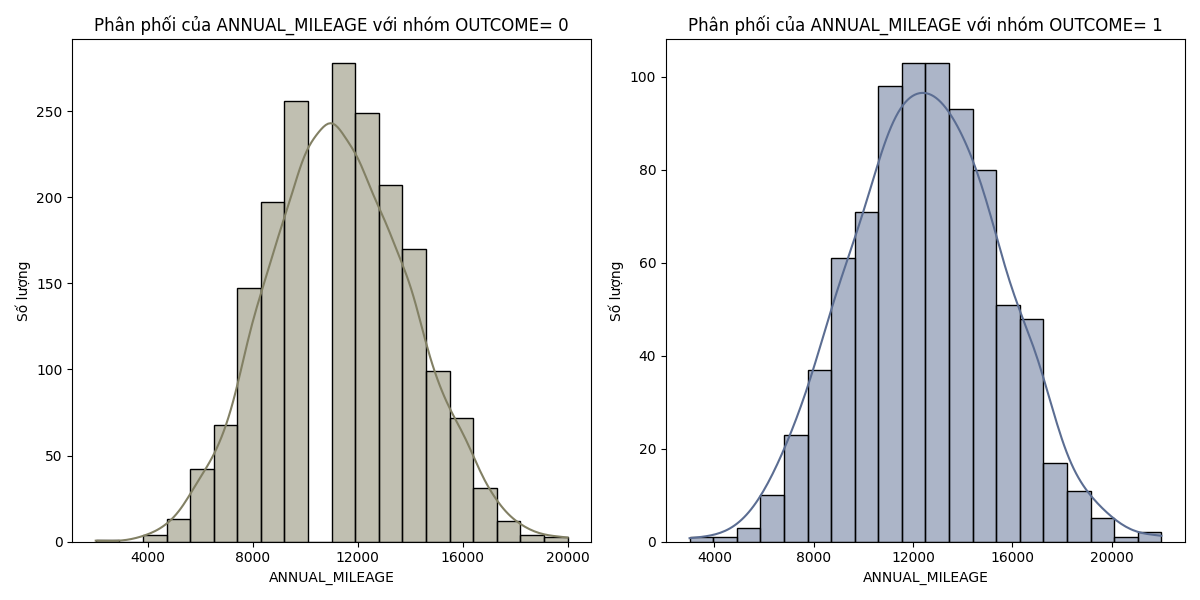 Phân phối của ANNUAL_MILEAGE với nhóm OUTCOME= 0
250
200
150
100
50
0
Số lượng
4000 8000 12000 16000 20000
ANNUAL_MILEAGE
Phân phối của ANNUAL_MILEAGE với nhóm OUTCOME= 1
100
80
60
40
20
0
Số lượng
4000 8000 12000 16000 20000
ANNUAL_MILEAGE